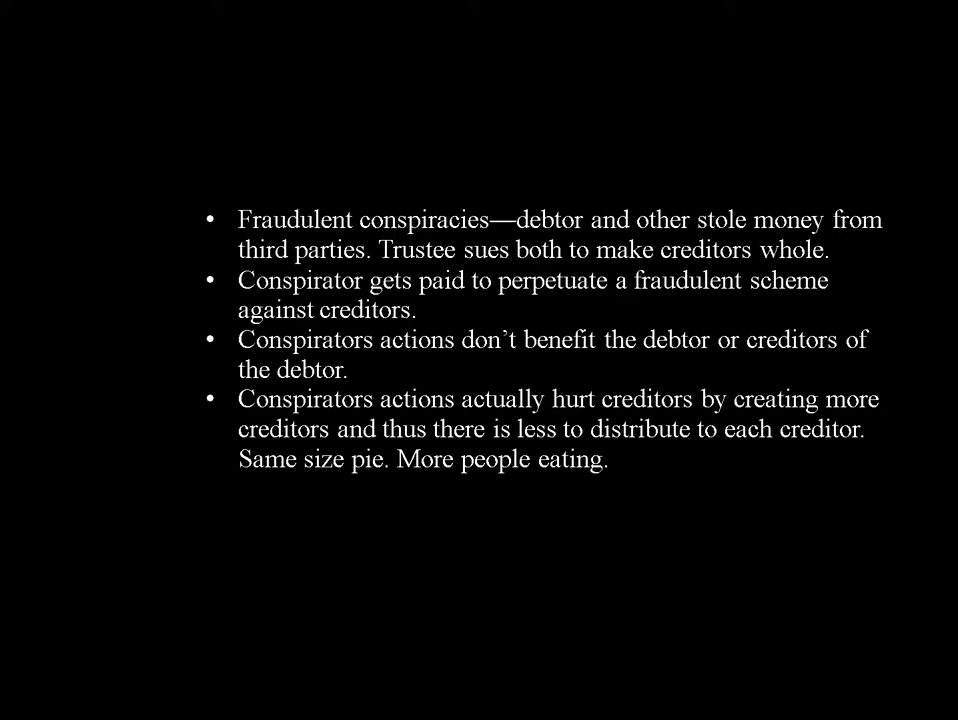 • Fraudulent conspiracies—debtor and other stole money from
third parties. Trustee sues both to make creditors whole.
• Conspirator gets paid to perpetuate a fraudulent scheme
against creditors.
• Conspirators actions don’t benefit the debtor or creditors of
the debtor.
• Conspirators actions actually hurt creditors by creating more
creditors and thus there is less to distribute to each creditor.
Same size pie. More people eating.